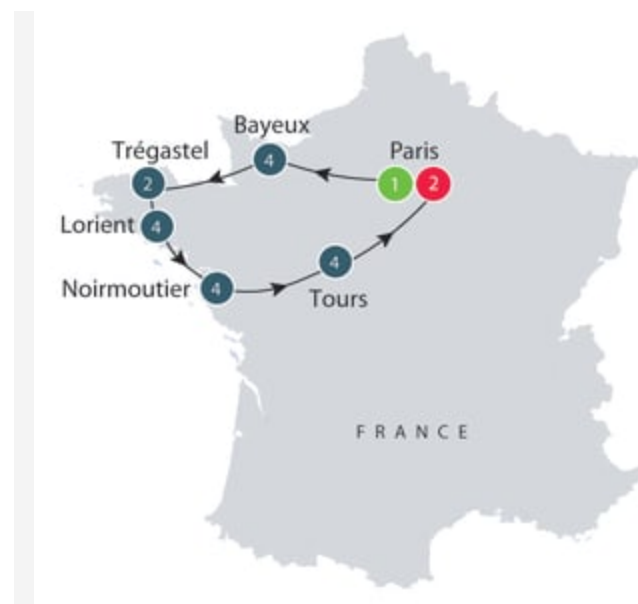 Bayeux
4
Trégastel
2
Paris
1
2
Lorient
4
Noirmoutier
4
4
Tours
FRANCE